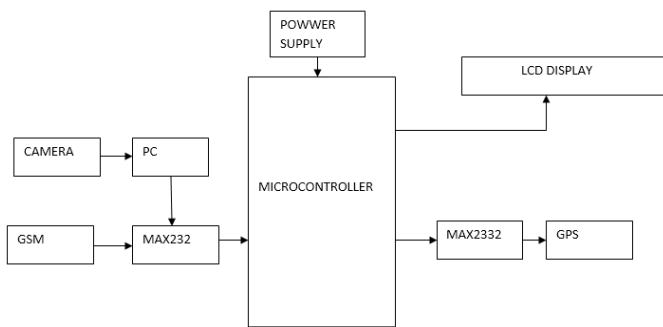 POWWER
SUPPLY
LCD DISPLAY
CAMERA
PC
MICROCONTROLLER
GSM
MAX232
MAX2332
GPS